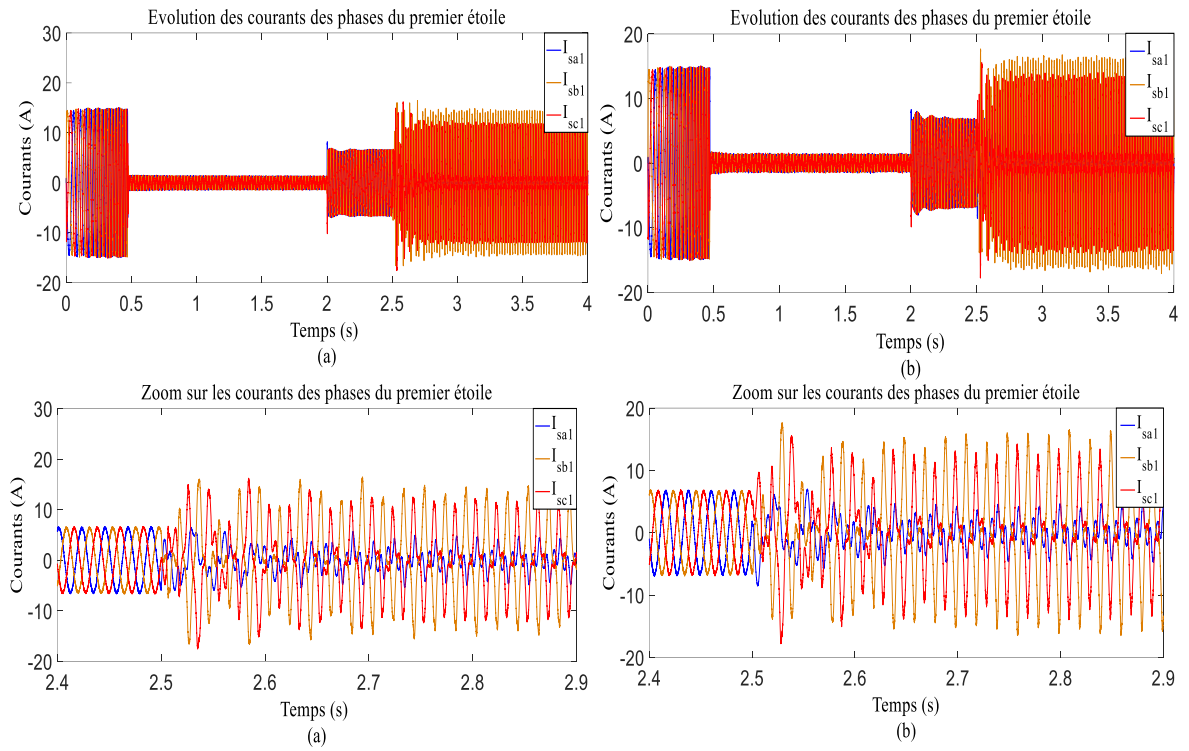 Evolution des courants des phases du premier étoile
Courants (A)
30
20
10
0
-10
-20
I sa1
I sb1
I sc1
0 0.5 1 1.5 2 2.5 3 3.5 4
Temps (s)
(a)
Evolution des courants des phases du premier étoile
Courants (A)
20
10
0
-10
-20
I sa1
I sb1
I sc1
0 0.5 1 1.5 2 2.5 3 3.5 4
Temps (s)
(b)
Zoom sur les courants des phases du premier étoile
Courants (A)
30
20
10
0
-10
-20
I sa1
I sb1
I sc1
2.4 2.5 2.6 2.7 2.8 2.9
Temps (s)
(a)
Zoom sur les courants des phases du premier étoile
Courants (A)
20
10
0
-10
-20
I sa1
I sb1
I sc1
2.4 2.5 2.6 2.7 2.8 2.9
Temps (s)
(b)